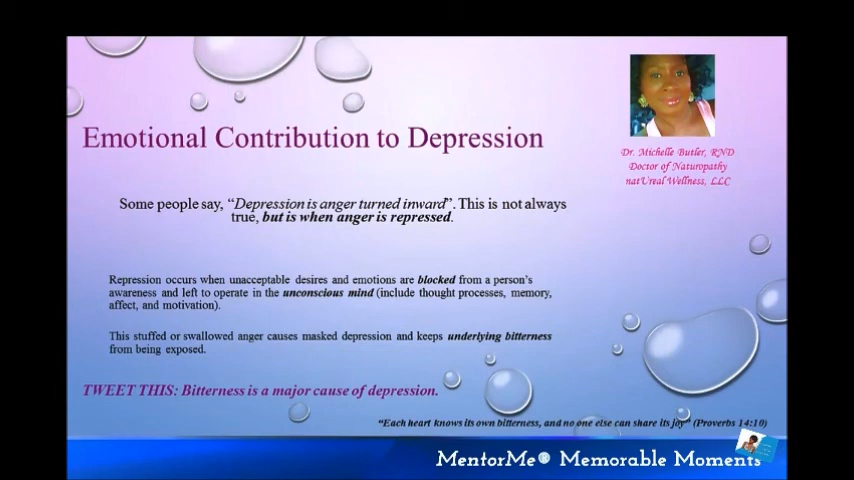 Emotional Contribution to Depression
Dr. Michelle Butler, RND
Doctor of Naturopathy
natUreal Wellness, LLC
Some people say, “Depression is anger turned inward”. This is not always
true, but is when anger is repressed.
Repression occurs when unacceptable desires and emotions are blocked from a person’s
awareness and left to operate in the unconscious mind (include thought processes, memory,
affect, and motivation).
This stuffed or swallowed anger causes masked depression and keeps underlying bitterness
from being exposed.
TWEET THIS: Bitterness is a major cause of depression.
“Each heart knows its own bitterness, and no one else can share its joy” (Proverbs 14:10)
MentorMe® Memorable Moments